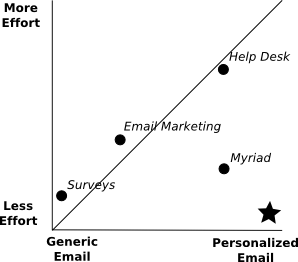 More
Effort
Help Desk
Email Marketing
Myriad
Surveys
Less
Effort
Generic
Email
Personalized
Email